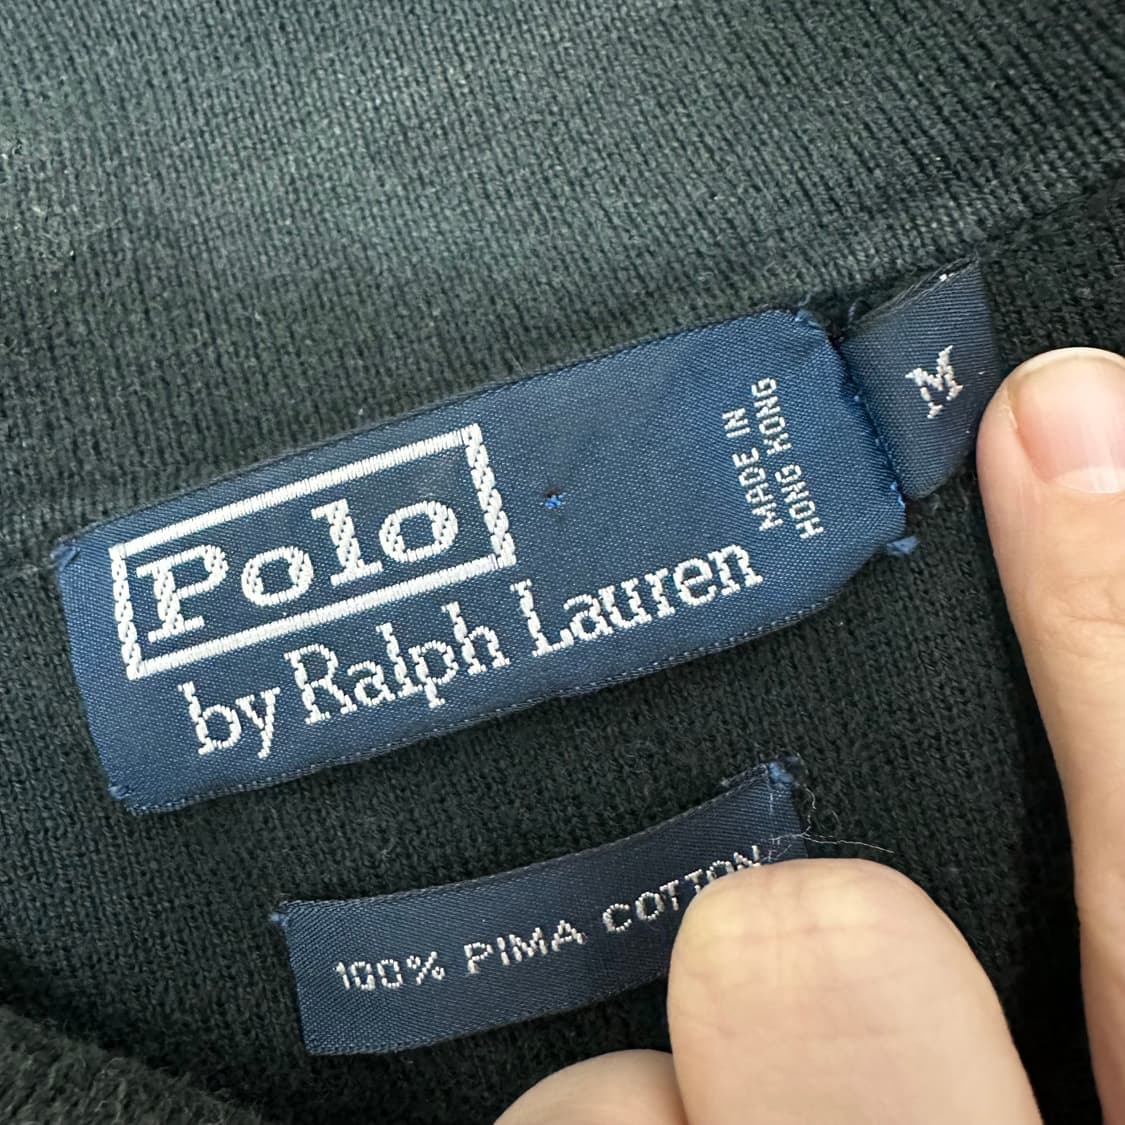 Polo
by Ralph Lauren
MADE IN
HONG KONG
M
100% PIMA COTTON